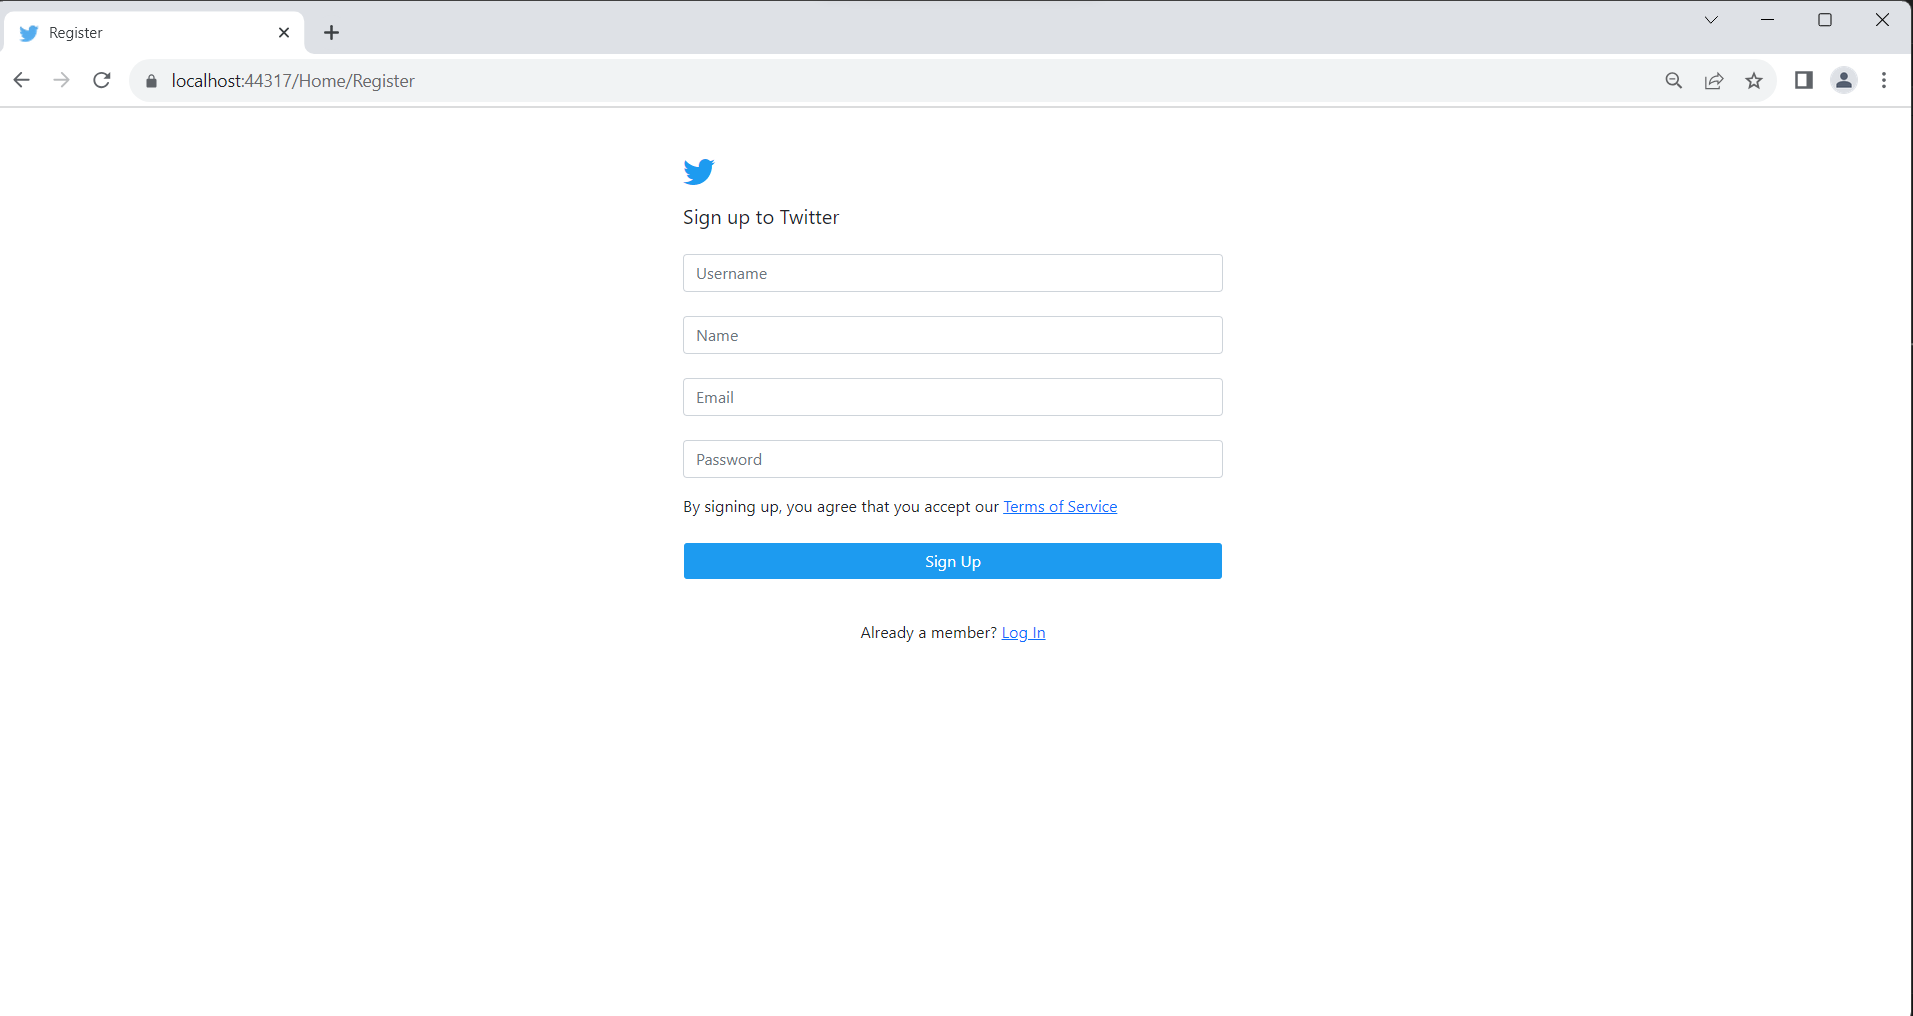 Register
localhost:44317/Home/Register
Sign up to Twitter
Username
Name
Email
Password
By signing up, you agree that you accept our Terms of Service
Sign Up
Already a member? Log In